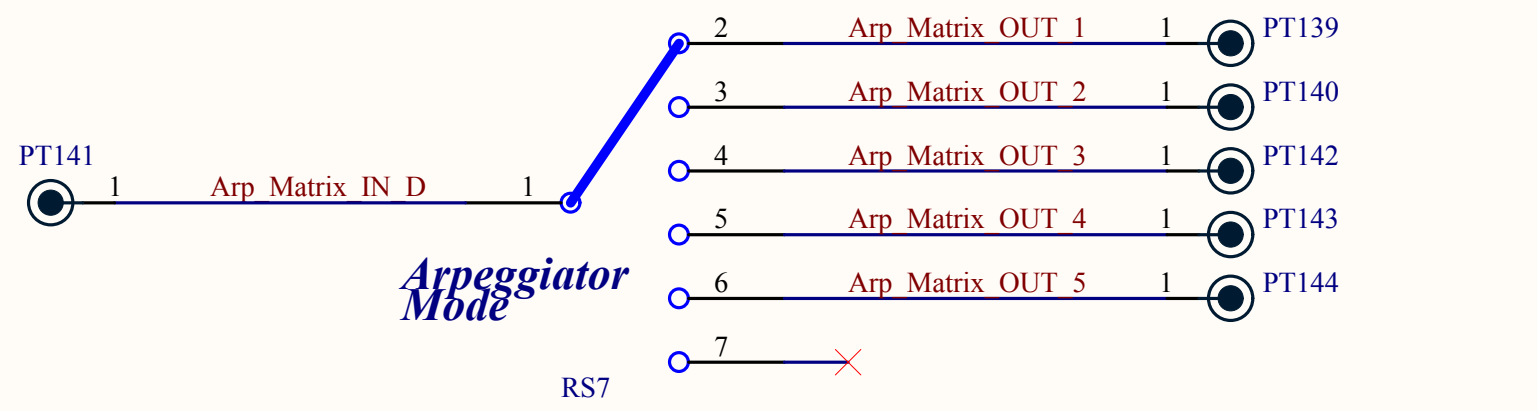 2 Arp_Matrix_OUT_1 1 PT139
3 Arp_Matrix_OUT_2 1 PT140
PT141
4 Arp_Matrix_OUT_3 1 PT142
1 Arp_Matrix_IN_D 1
5 Arp_Matrix_OUT_4 1 PT143
Arpeggiator
Mode
6 Arp_Matrix_OUT_5 1 PT144
7
RS7